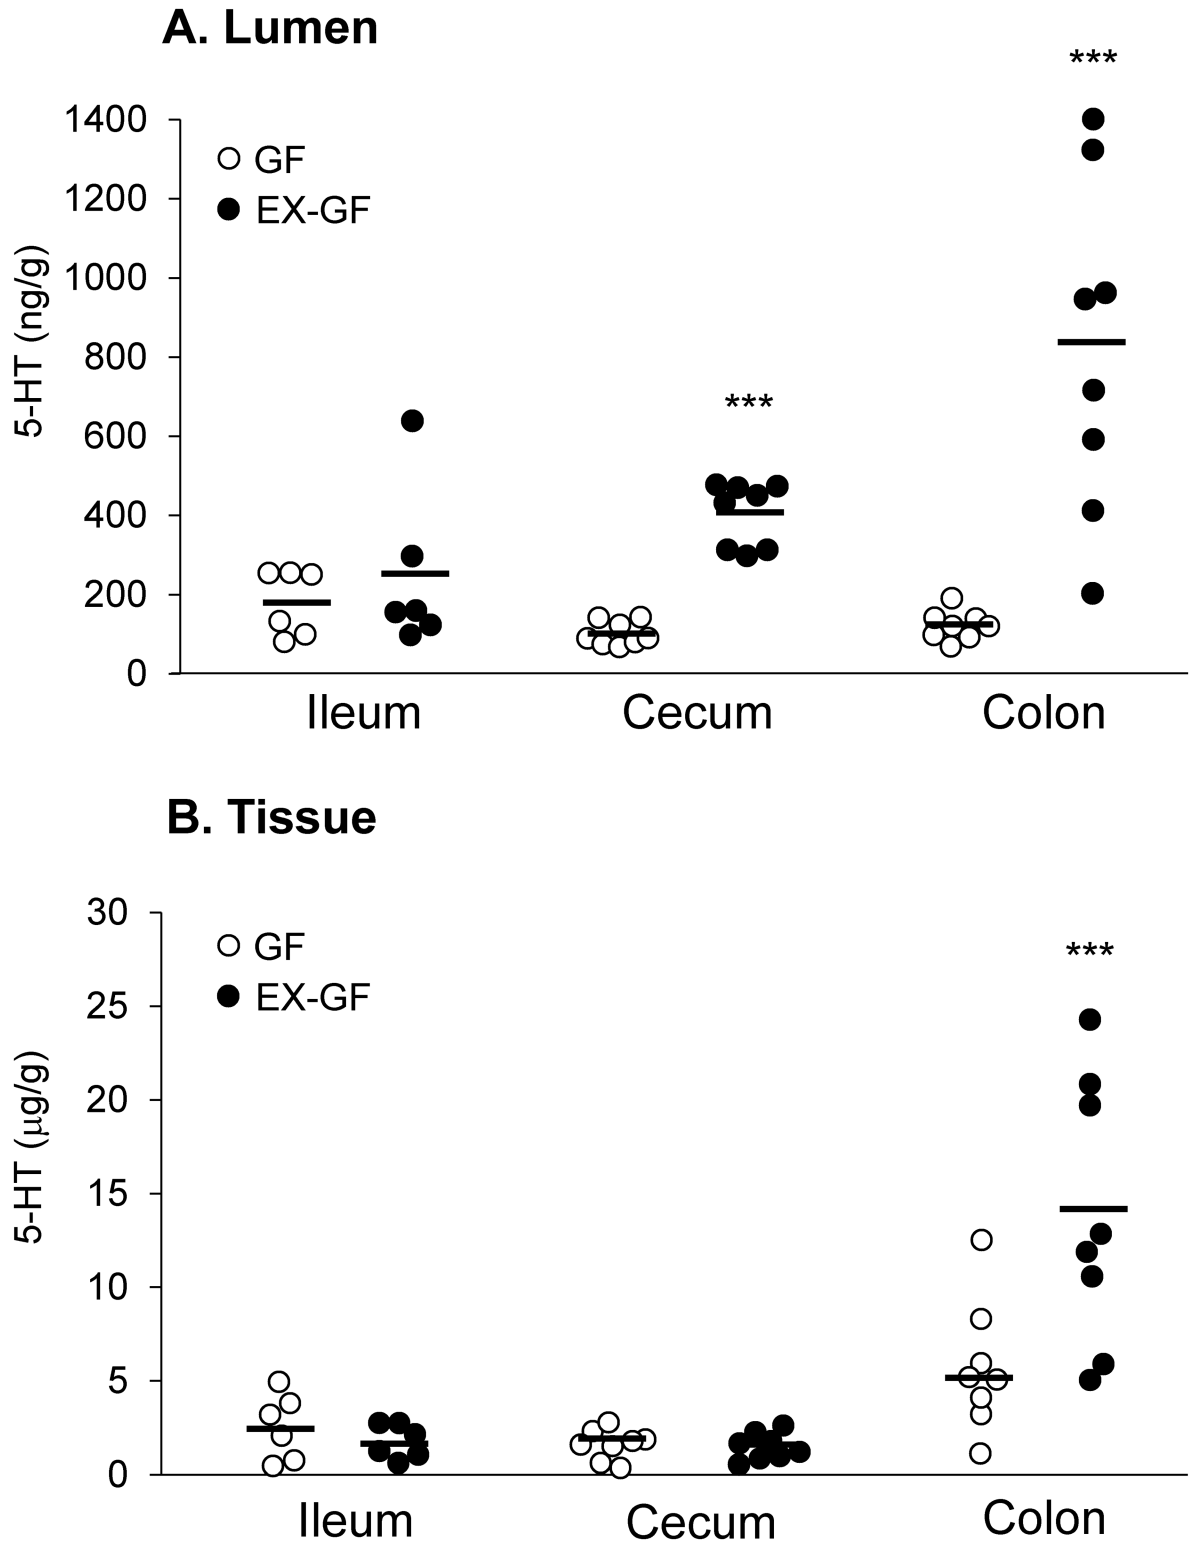 A. Lumen
***
1400
GF
1200
EX-GF
1000
800
***
600
400
200
0
5-HT (ng/g)
Ileum Cecum Colon
B. Tissue
30
GF
***
EX-GF
25
20
15
10
5
0
5-HT (μg/g)
Ileum Cecum Colon